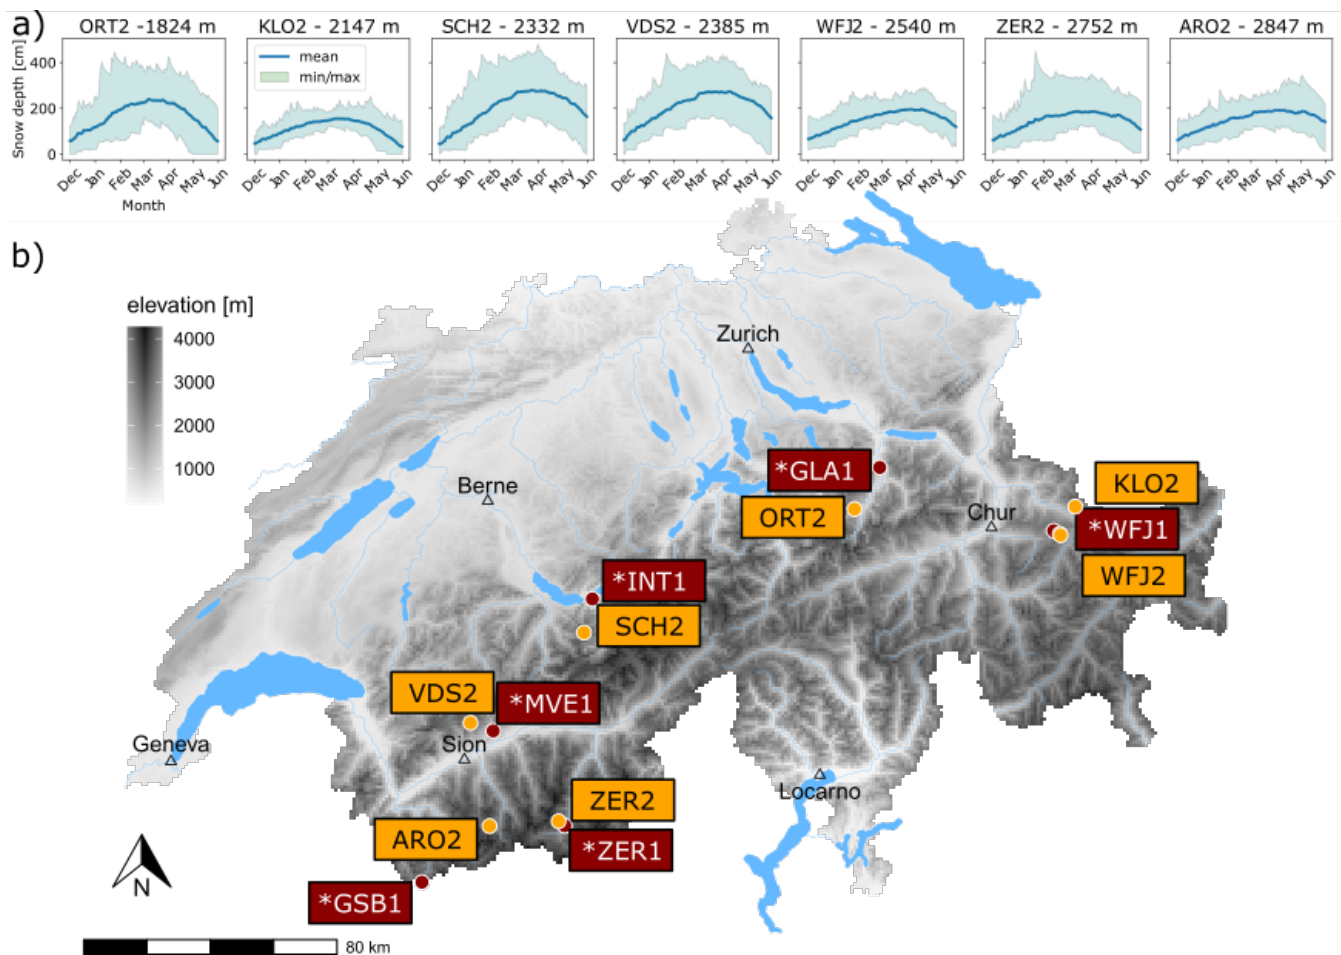 a)
ORT2 -1824 m
KLO2 - 2147 m
SCH2 - 2332 m
VDS2 - 2385 m
WFJ2 - 2540 m
ZER2 - 2752 m
ARO2 - 2847 m
Snow depth [cm]
400
200
0
mean
min/max
Dec Jan Feb Mar Apr May Jun
Dec Jan Feb Mar Apr May Jun
Dec Jan Feb Mar Apr May Jun
Dec Jan Feb Mar Apr May Jun
Dec Jan Feb Mar Apr May Jun
Dec Jan Feb Mar Apr May Jun
Dec Jan Feb Mar Apr May Jun
Month
b)
elevation [m]
4000
3000
2000
1000
Zurich
*GLA1
KLO2
Berne
ORT2
Chur
*WFJ1
WFJ2
*INT1
SCH2
VDS2
*MVE1
Geneva
Sion
Locarno
ZER2
ARO2
*ZER1
N
*GSB1
80 km